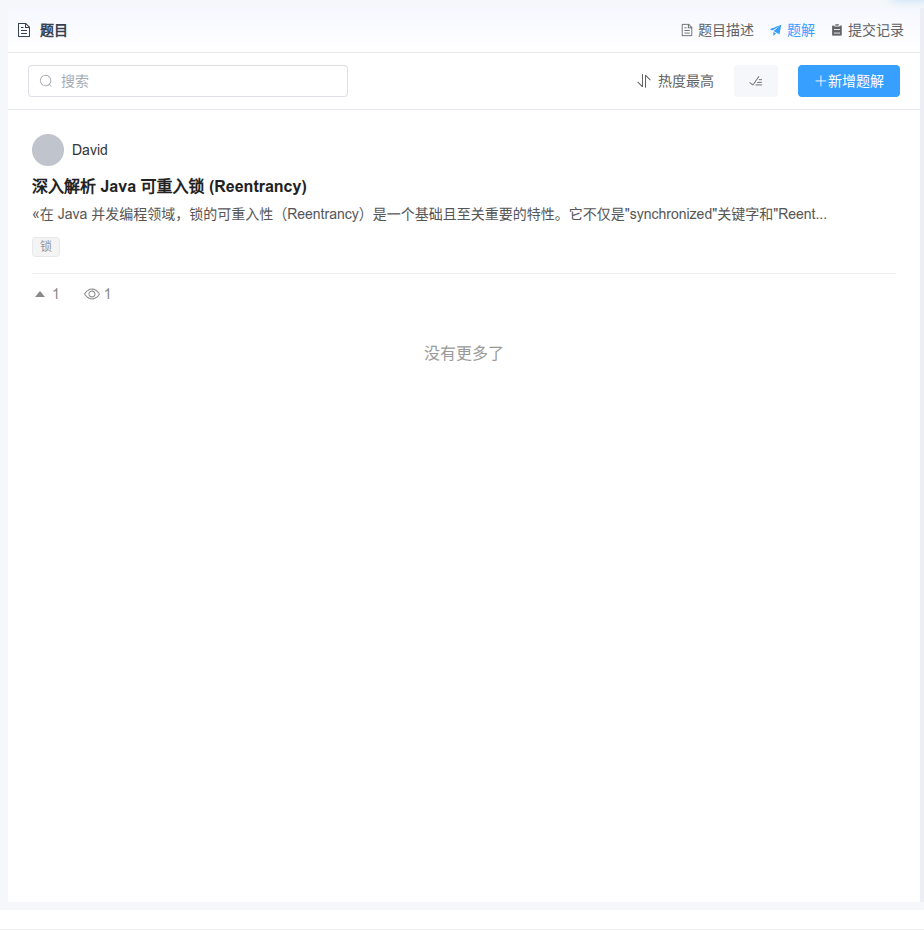 题目
题目描述 题解 提交记录
搜索
热度最高
+新增题解
David
深入解析 Java 可重入锁 (Reentrancy)
«在 Java 并发编程领域，锁的可重入性（Reentrancy）是一个基础且至关重要的特性。它不仅是"synchronized"关键字和"Reent...
锁
1 1
没有更多了